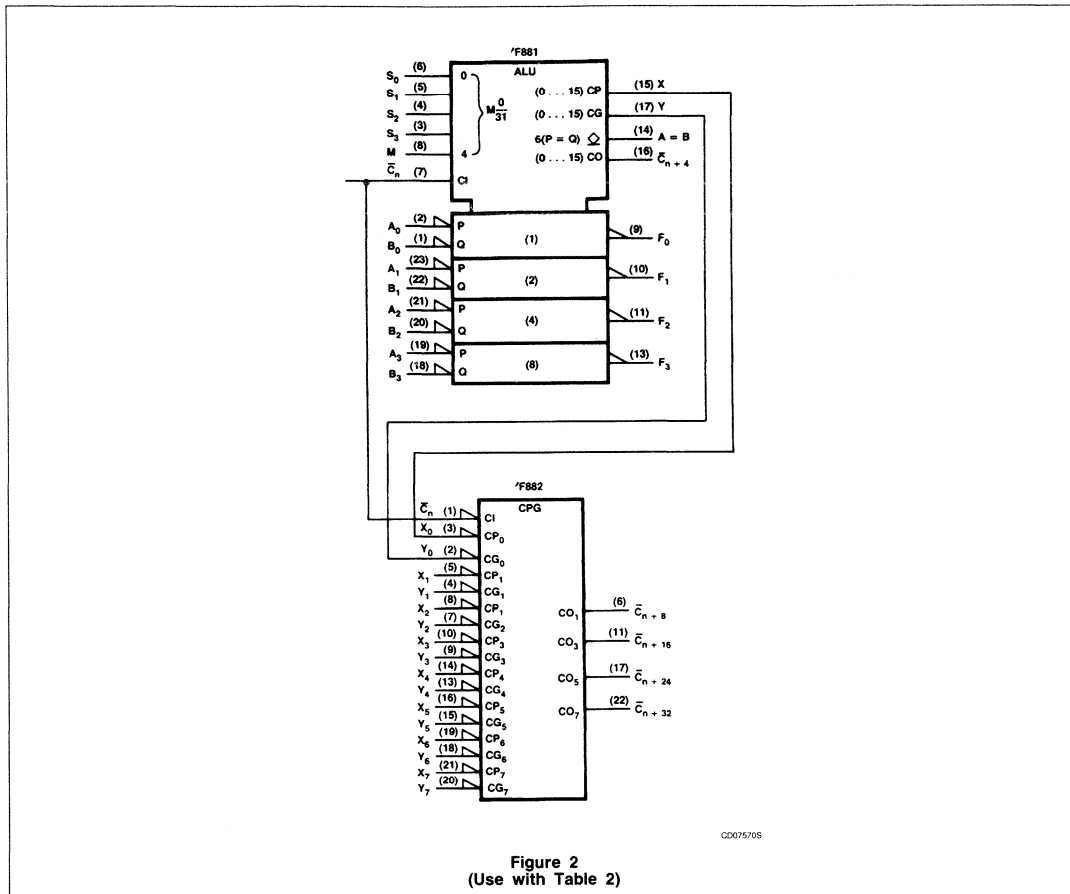 'F881
ALU
S0 (6) 0
S1 (5)
S2 (4)
S3 (3)
M (8) 4
M 0/31
C̄n (7) CI
(0 . . . 15) CP (15) X
(0 . . . 15) CG (17) Y
6(P = Q) ◇ (14) A = B
(0 . . . 15) CO (16) C̄n + 4
A0 (2) P
B0 (1) Q
(1) (9) F0
A1 (23) P
B1 (22) Q
(2) (10) F1
A2 (21) P
B2 (20) Q
(4) (11) F2
A3 (19) P
B3 (18) Q
(8) (13) F3
'F882
CPG
C̄n (1) CI
X0 (3) CP0
Y0 (2) CG0
X1 (5) CP1
Y1 (4) CG1
X2 (8) CP1
Y2 (7) CG2
X3 (10) CP3
Y3 (9) CG3
X4 (14) CP4
Y4 (13) CG4
X5 (16) CP5
Y5 (15) CG5
X6 (19) CP6
Y6 (18) CG6
X7 (21) CP7
Y7 (20) CG7
CO1 (6) C̄n + 8
CO3 (11) C̄n + 16
CO5 (17) C̄n + 24
CO7 (22) C̄n + 32
CD07570S
Figure 2
(Use with Table 2)